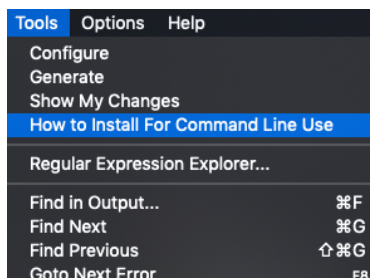 Tools Options Help
Configure
Generate
Show My Changes
How to Install For Command Line Use
Regular Expression Explorer...
Find in Output... ⌘F
Find Next ⌘G
Find Previous ⇧⌘G
Goto Next Error F8